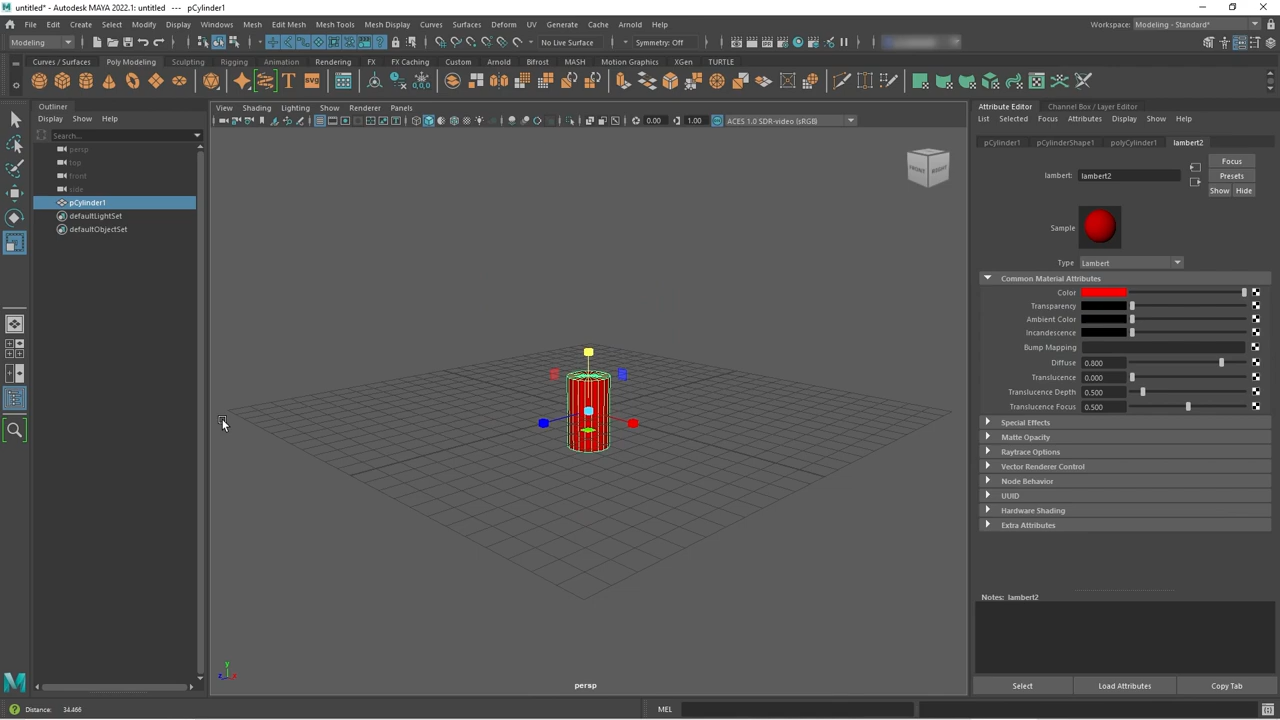 untitled* - Autodesk MAYA 2022.1: untitled --- pCylinder1
File Edit Create Select Modify Display Windows Mesh Edit Mesh Mesh Tools Mesh Display Curves Surfaces Deform UV Generate Cache Arnold Help
Workspace: Modeling - Standard*
Modeling No Live Surface Symmetry: Off
Curves / Surfaces Poly Modeling Sculpting Rigging Animation Rendering FX FX Caching Custom Arnold Bifrost MASH Motion Graphics XGen TURTLE
T SVG
0,0,0
Outliner
Display Show Help
Search...
persp
top
front
side
pCylinder1
defaultLightSet
defaultObjectSet
View Shading Lighting Show Renderer Panels
0.00 1.00 ACES 1.0 SDR-video (sRGB)
FRONT RIGHT
persp
y
z x
Attribute Editor Channel Box / Layer Editor
List Selected Focus Attributes Display Show Help
pCylinder1 pCylinderShape1 polyCylinder1 lambert2
lambert: lambert2
Focus
Presets
Show Hide
Sample
Type Lambert
Common Material Attributes
Color
Transparency
Ambient Color
Incandescence
Bump Mapping
Diffuse 0.800
Translucence 0.000
Translucence Depth 0.500
Translucence Focus 0.500
Special Effects
Matte Opacity
Raytrace Options
Vector Renderer Control
Node Behavior
UUID
Hardware Shading
Extra Attributes
Notes: lambert2
Select Load Attributes Copy Tab
Distance: 34.466 MEL